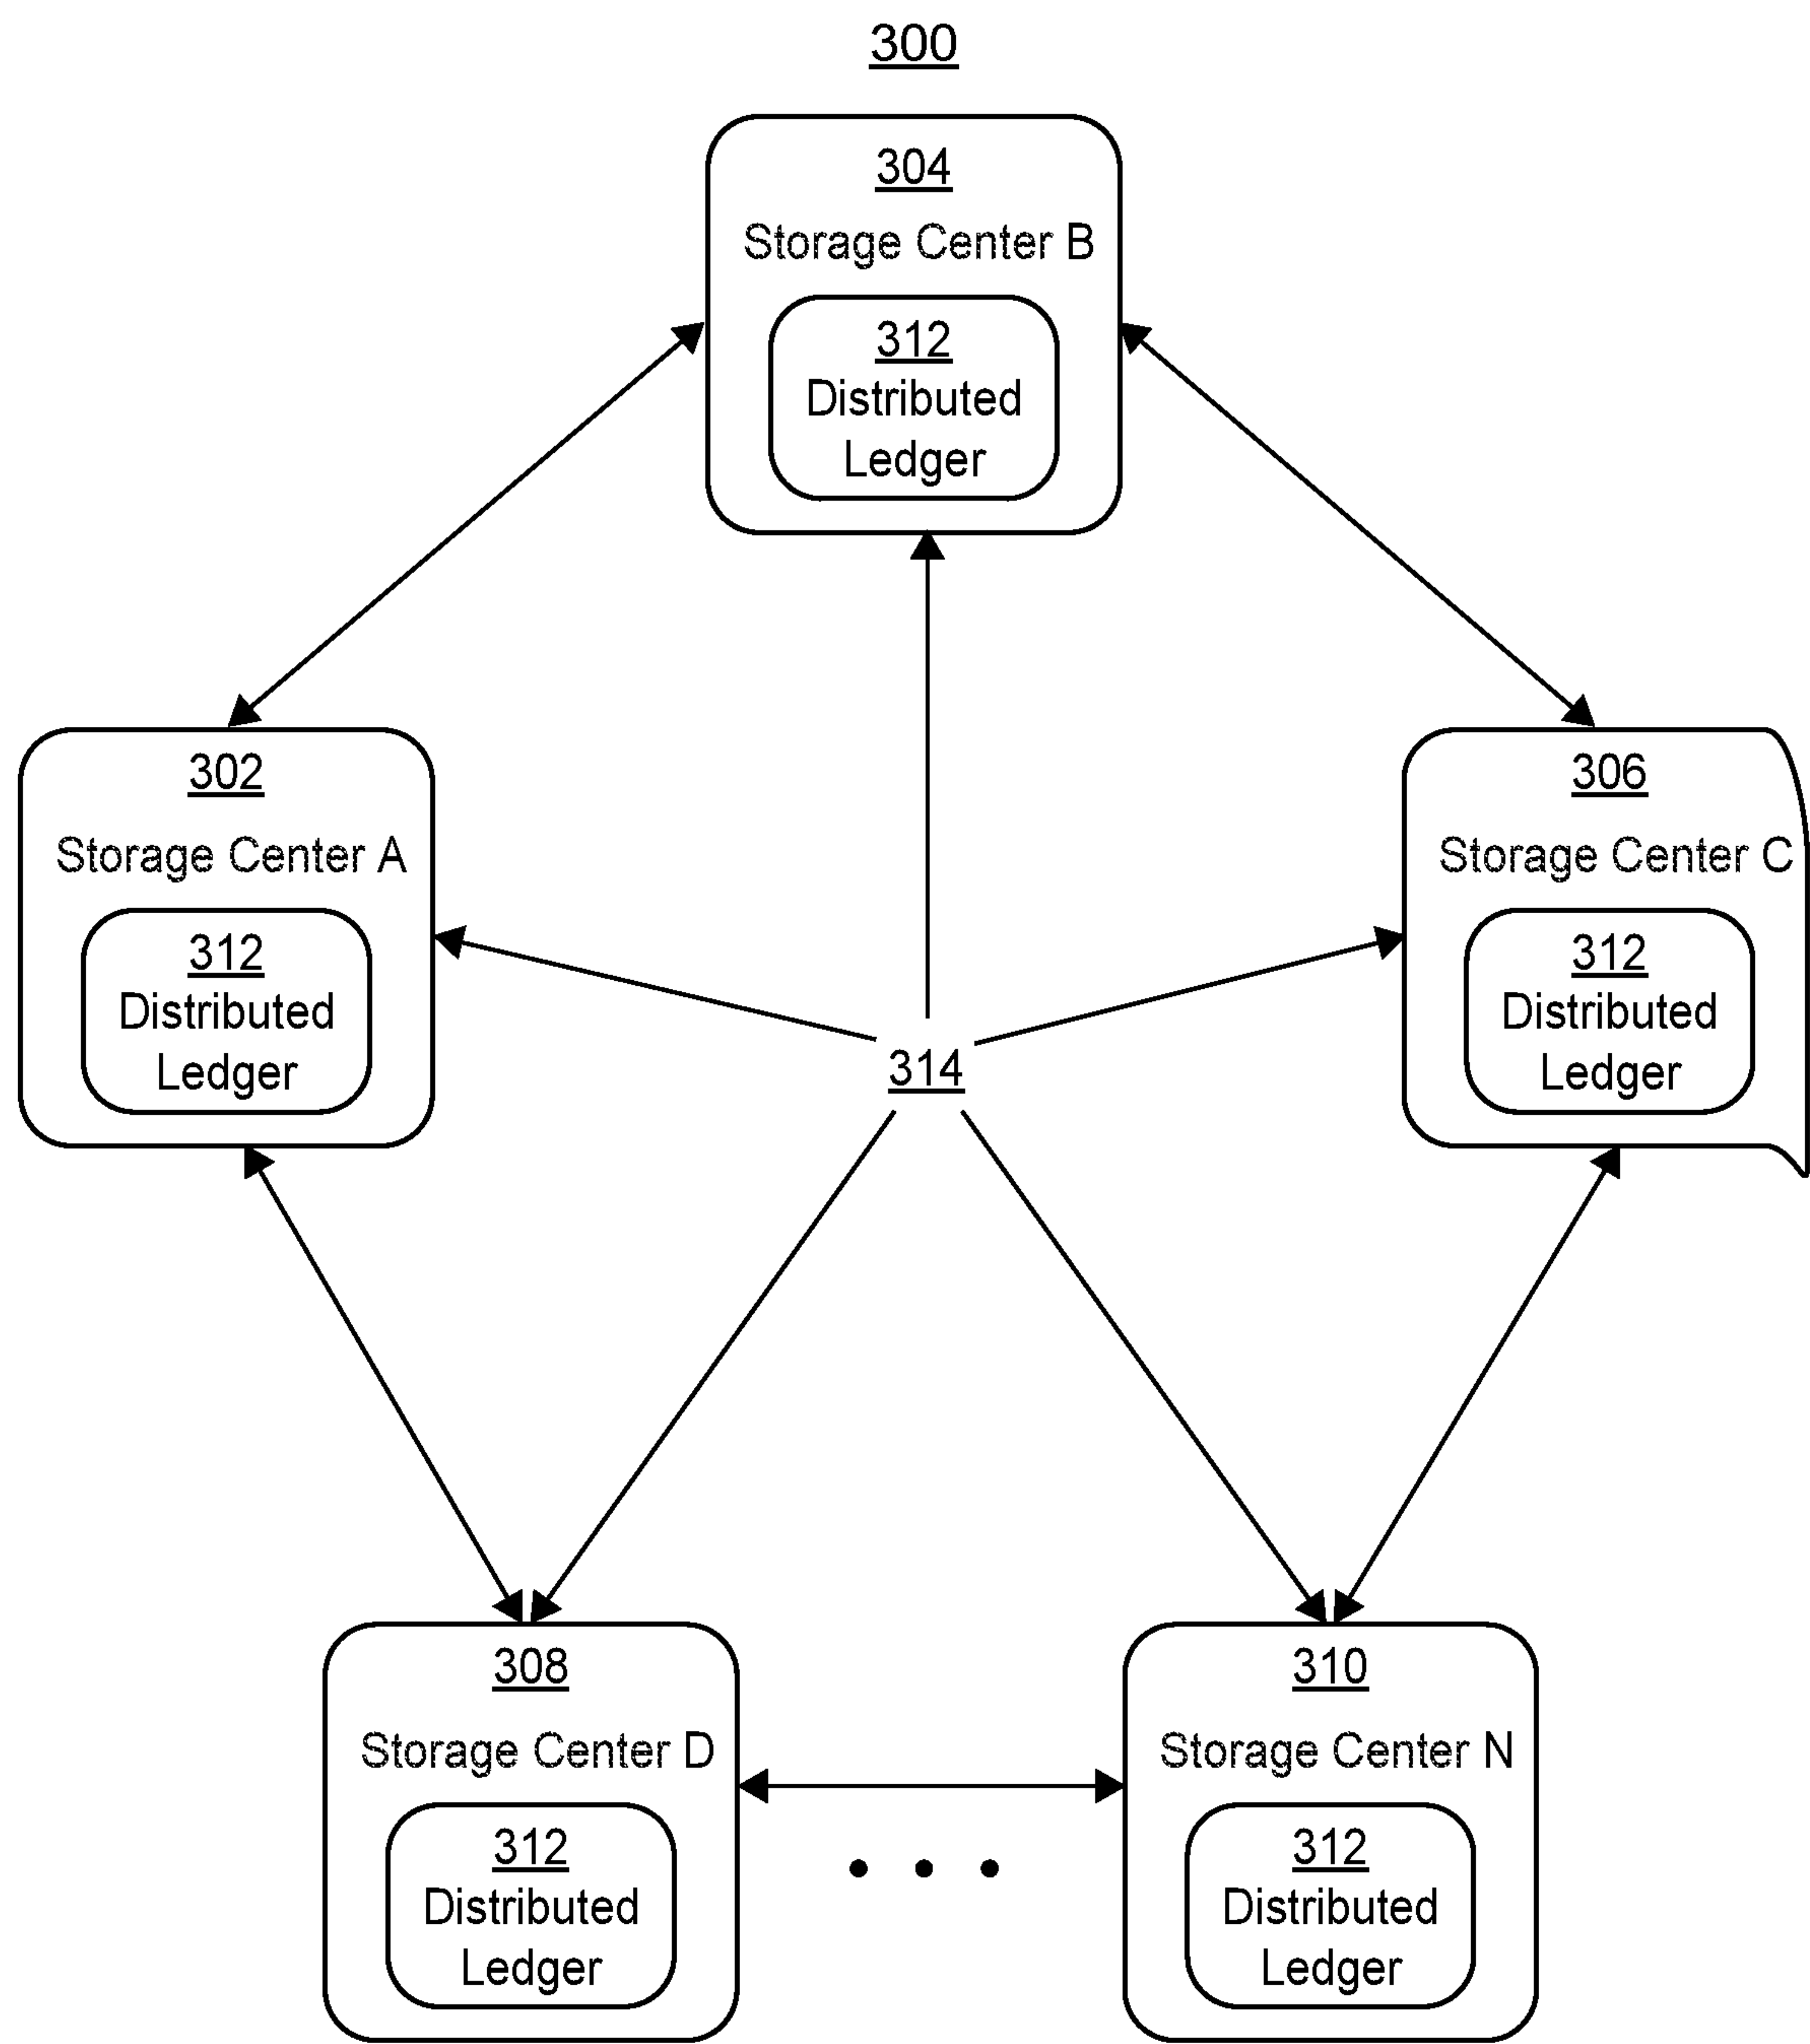 300
304
Storage Center B
312
Distributed
Ledger
302
Storage Center A
312
Distributed
Ledger
306
Storage Center C
312
Distributed
Ledger
314
308
Storage Center D
312
Distributed
Ledger
310
Storage Center N
312
Distributed
Ledger